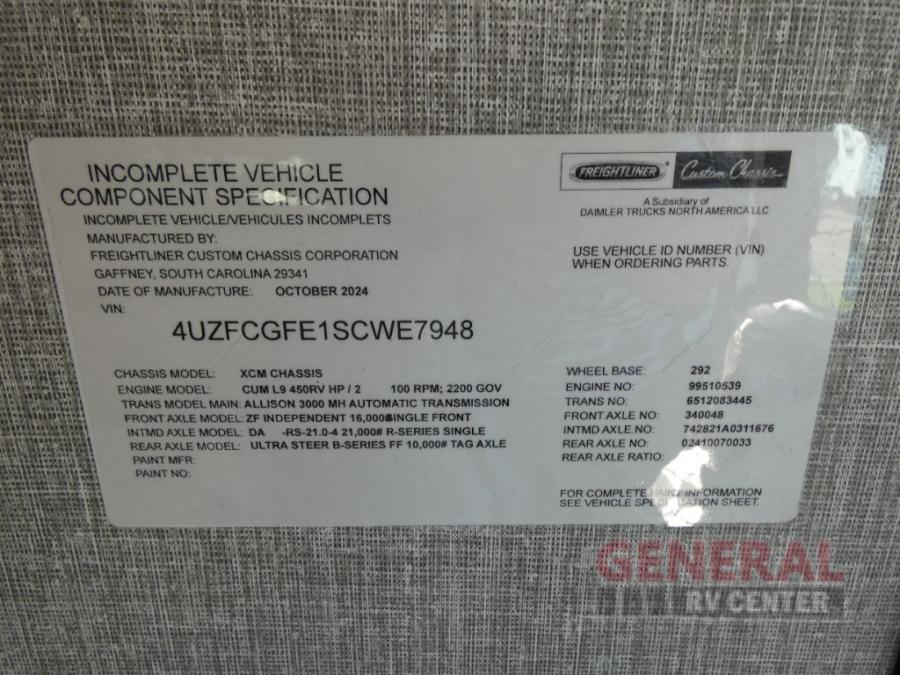 INCOMPLETE VEHICLE
COMPONENT SPECIFICATION
INCOMPLETE VEHICLE/VEHICULES INCOMPLETS
MANUFACTURED BY:
FREIGHTLINER CUSTOM CHASSIS CORPORATION
GAFFNEY, SOUTH CAROLINA 29341
DATE OF MANUFACTURE: OCTOBER 2024
VIN:
4UZFCGFE1SCWE7948
FREIGHTLINER Custom Chassis
A Subsidiary of
DAIMLER TRUCKS NORTH AMERICA LLC
USE VEHICLE ID NUMBER (VIN)
WHEN ORDERING PARTS.
CHASSIS MODEL: XCM CHASSIS
ENGINE MODEL: CUM L9 450RV HP / 2 100 RPM; 2200 GOV
TRANS MODEL MAIN: ALLISON 3000 MH AUTOMATIC TRANSMISSION
FRONT AXLE MODEL: ZF INDEPENDENT 16,000# SINGLE FRONT
INTMD AXLE MODEL: DA -RS-21.0-4 21,000# R-SERIES SINGLE
REAR AXLE MODEL: ULTRA STEER B-SERIES FF 10,000# TAG AXLE
PAINT MFR:
PAINT NO:
WHEEL BASE: 292
ENGINE NO: 99510539
TRANS NO: 6512083445
FRONT AXLE NO: 340048
INTMD AXLE.NO: 742821A0311676
REAR AXLE NO: 02410070033
REAR AXLE RATIO:
FOR COMPLETE PAINT INFORMATION
SEE VEHICLE SPECIFICATION SHEET.
GENERAL
RV CENTER